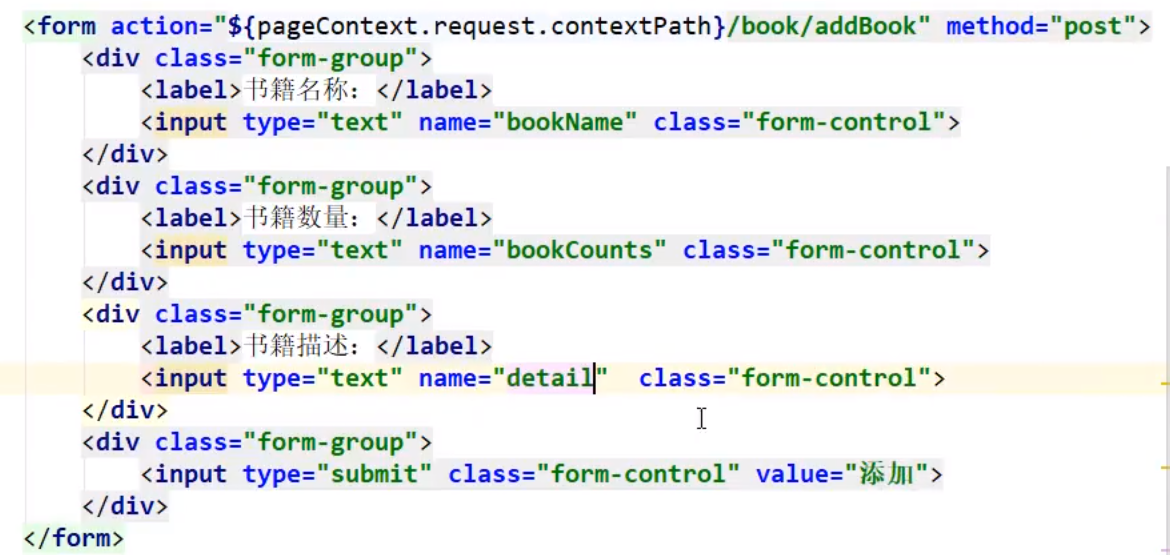 <form action="${pageContext.request.contextPath}/book/addBook" method="post">
    <div class="form-group">
        <label>书籍名称：</label>
        <input type="text" name="bookName" class="form-control">
    </div>
    <div class="form-group">
        <label>书籍数量：</label>
        <input type="text" name="bookCounts" class="form-control">
    </div>
    <div class="form-group">
        <label>书籍描述：</label>
        <input type="text" name="detail"  class="form-control">
    </div>
    <div class="form-group">
        <input type="submit" class="form-control" value="添加">
    </div>
</form>